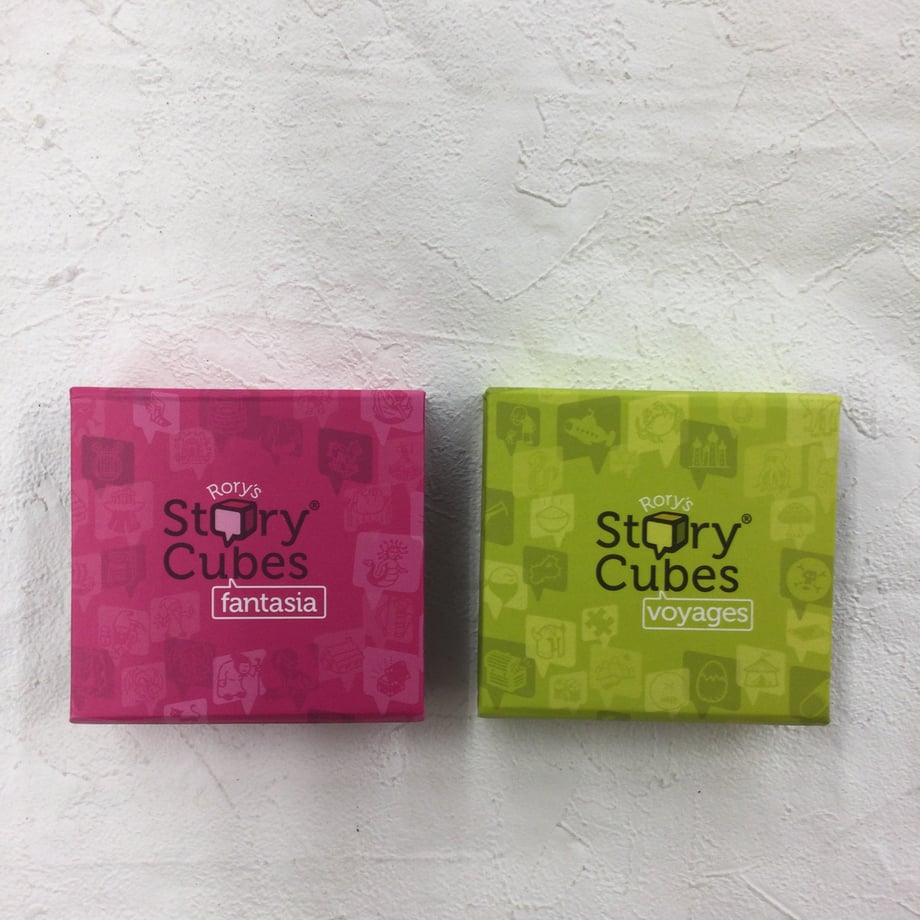 Rory's
Story®
Cubes
fantasia
Rory's
Story®
Cubes
voyages